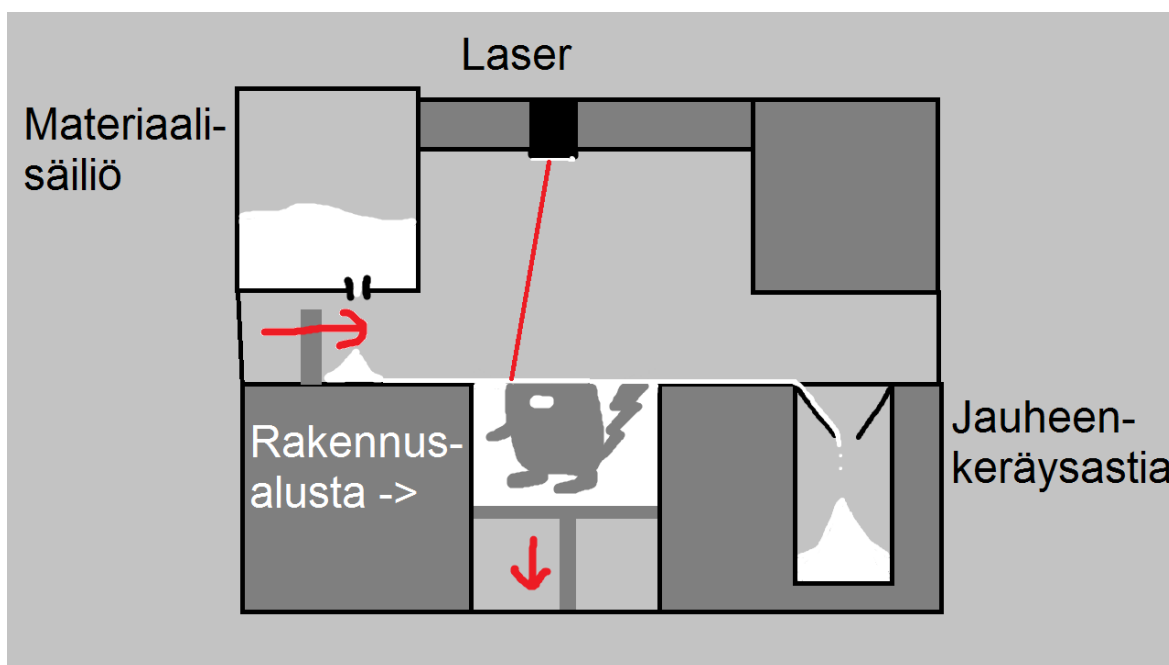 Laser
Materiaali-
säiliö
Rakennus-
alusta ->
Jauheen-
keräysastia